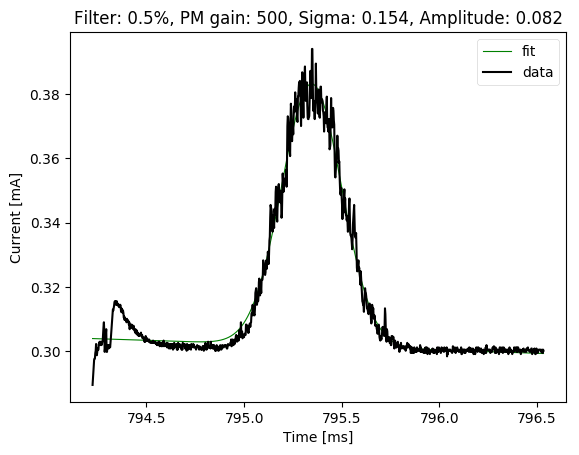 Filter: 0.5%, PM gain: 500, Sigma: 0.154, Amplitude: 0.082
fit
data
0.38
0.36
0.34
0.32
0.30
Current [mA]
794.5
795.0
795.5
796.0
796.5
Time [ms]